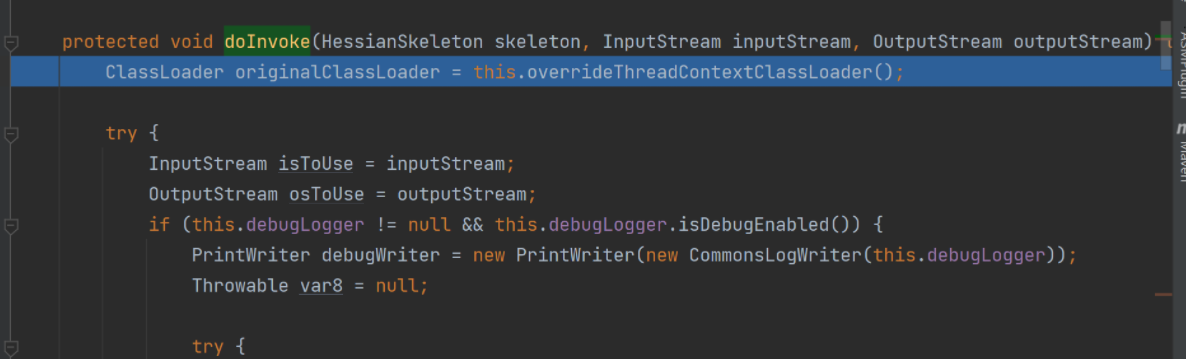 protected void doInvoke(HessianSkeleton skeleton, InputStream inputStream, OutputStream outputStream)
ClassLoader originalClassLoader = this.overrideThreadContextClassLoader();
try {
InputStream isToUse = inputStream;
OutputStream osToUse = outputStream;
if (this.debugLogger != null && this.debugLogger.isDebugEnabled()) {
PrintWriter debugWriter = new PrintWriter(new CommonsLogWriter(this.debugLogger));
Throwable var8 = null;
try {
Maven